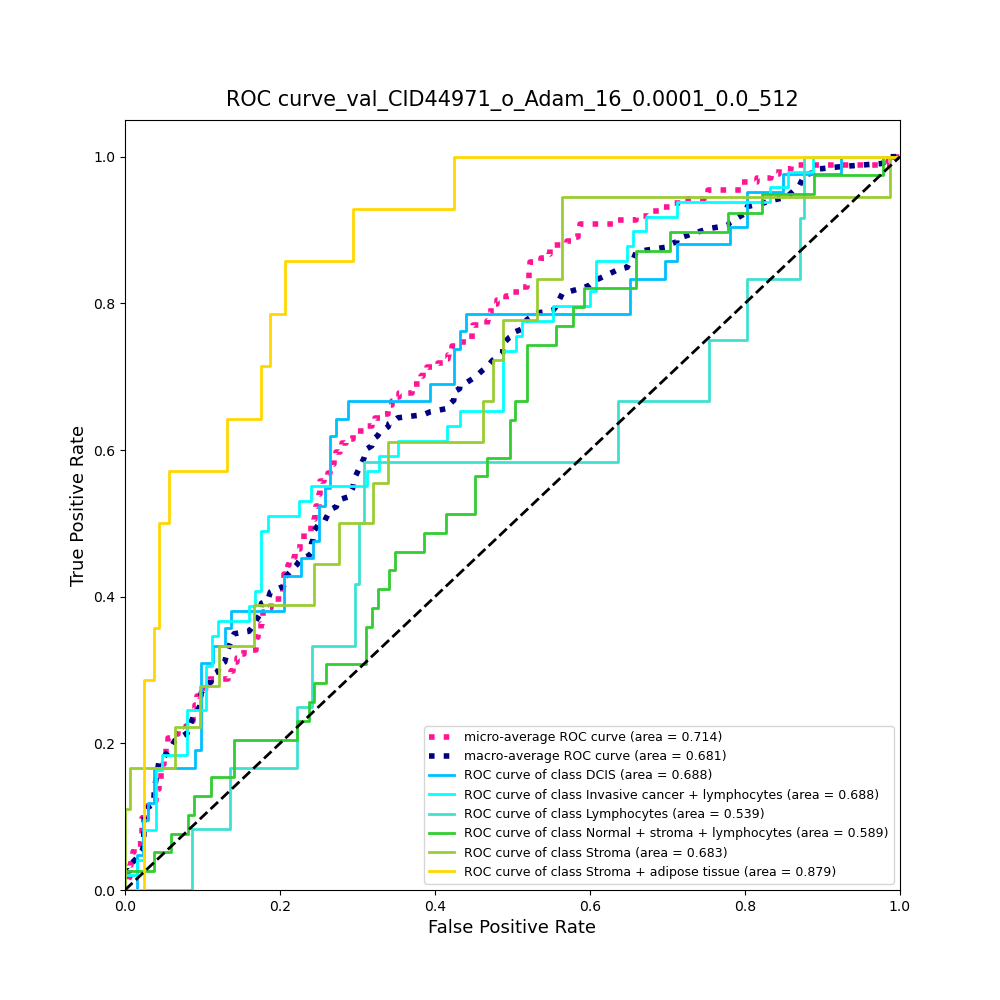 ROC curve_val_CID44971_o_Adam_16_0.0001_0.0_512
True Positive Rate
1.0
0.8
0.6
0.4
0.2
0.0
micro-average ROC curve (area = 0.714)
macro-average ROC curve (area = 0.681)
ROC curve of class DCIS (area = 0.688)
ROC curve of class Invasive cancer + lymphocytes (area = 0.688)
ROC curve of class Lymphocytes (area = 0.539)
ROC curve of class Normal + stroma + lymphocytes (area = 0.589)
ROC curve of class Stroma (area = 0.683)
ROC curve of class Stroma + adipose tissue (area = 0.879)
0.0 0.2 0.4 0.6 0.8 1.0
False Positive Rate